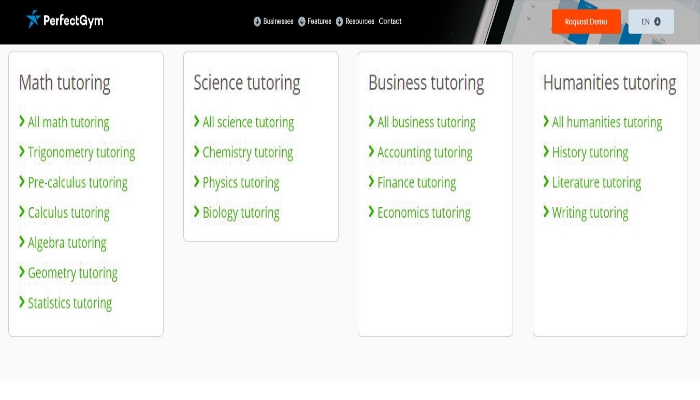 PerfectGym
Businesses Features Resources Contact
Request Demo
EN
Math tutoring
All math tutoring
Trigonometry tutoring
Pre-calculus tutoring
Calculus tutoring
Algebra tutoring
Geometry tutoring
Statistics tutoring
Science tutoring
All science tutoring
Chemistry tutoring
Physics tutoring
Biology tutoring
Business tutoring
All business tutoring
Accounting tutoring
Finance tutoring
Economics tutoring
Humanities tutoring
All humanities tutoring
History tutoring
Literature tutoring
Writing tutoring